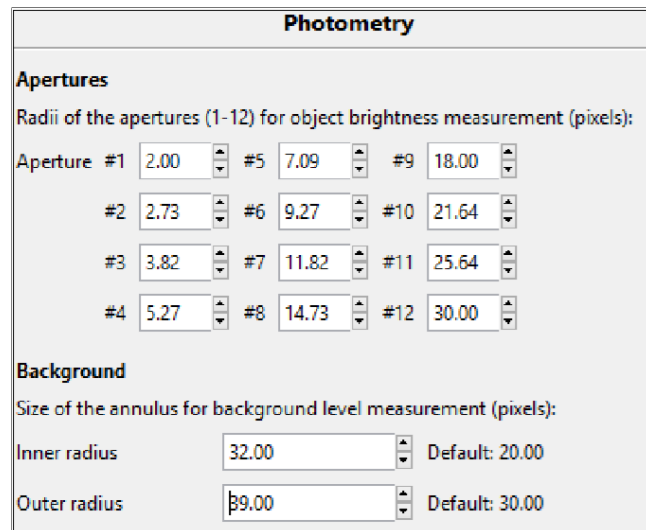 Photometry
Apertures
Radii of the apertures (1-12) for object brightness measurement (pixels):
Aperture #1 2.00 #5 7.09 #9 18.00
#2 2.73 #6 9.27 #10 21.64
#3 3.82 #7 11.82 #11 25.64
#4 5.27 #8 14.73 #12 30.00
Background
Size of the annulus for background level measurement (pixels):
Inner radius 32.00 Default: 20.00
Outer radius 39.00 Default: 30.00